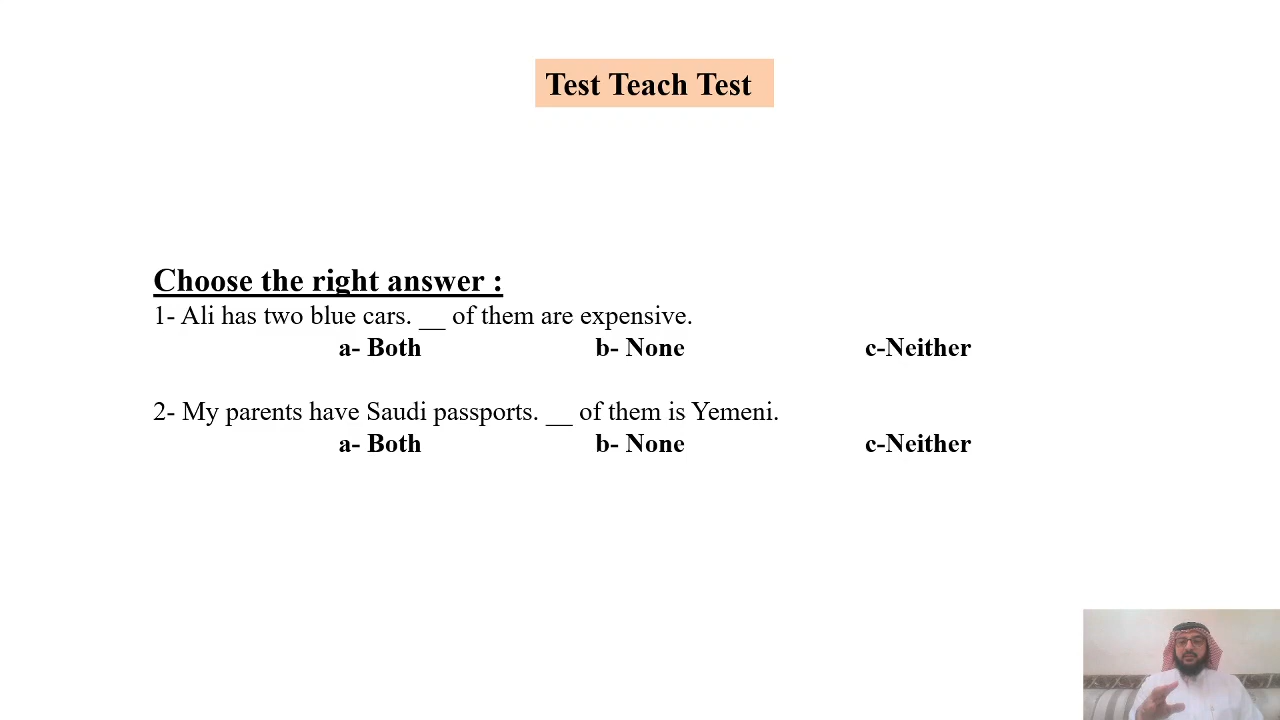 Test Teach Test
Choose the right answer :
1- Ali has two blue cars. __ of them are expensive.
a- Both b- None c-Neither
2- My parents have Saudi passports. __ of them is Yemeni.
a- Both b- None c-Neither